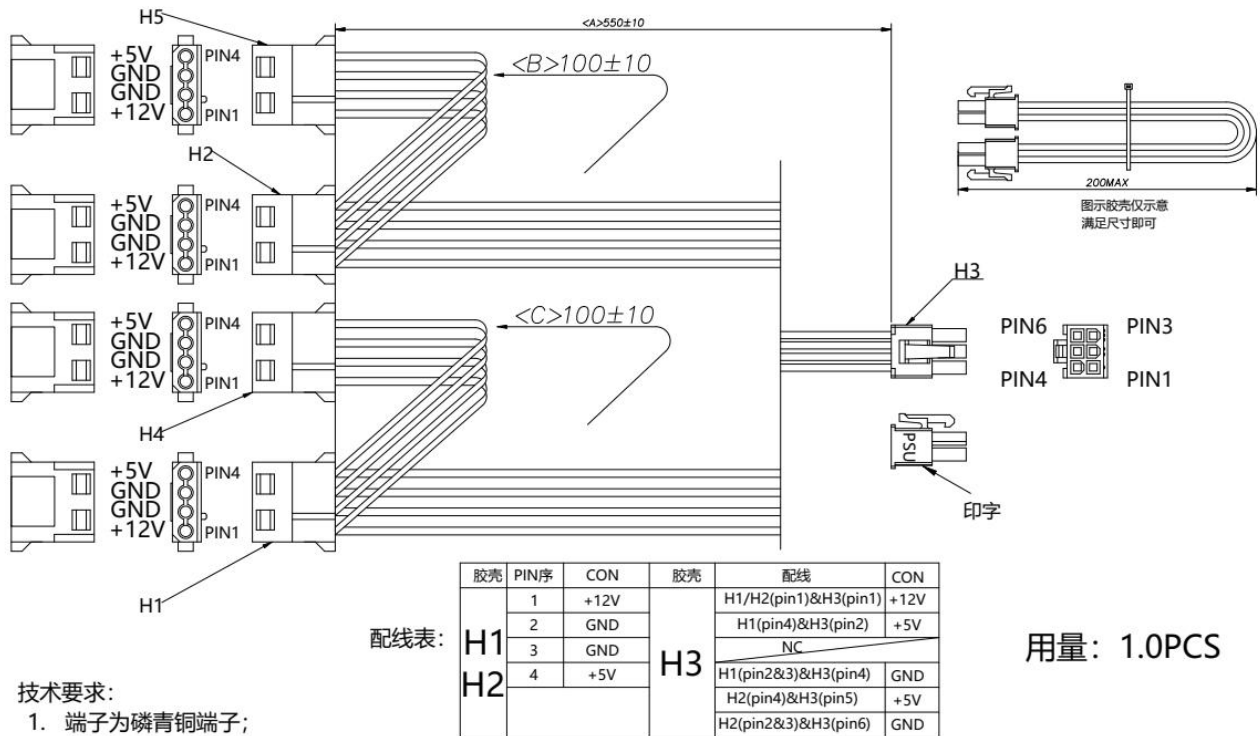 H5
<A>550±10
+5V
GND
GND
+12V
PIN4
PIN1
<B>100±10
H2
200MAX
图示胶壳仅示意
满足尺寸即可
+5V
GND
GND
+12V
PIN4
PIN1
H3
<C>100±10
+5V
GND
GND
+12V
PIN4
PIN1
PIN6
PIN3
PIN4
PIN1
H4
PSU
印字
+5V
GND
GND
+12V
PIN4
PIN1
H1
配线表：
胶壳 PIN序 CON 胶壳 配线 CON
H1
H2
1 +12V
2 GND
3 GND
4 +5V
H3
H1/H2(pin1)&H3(pin1) +12V
H1(pin4)&H3(pin2) +5V
NC
H1(pin2&3)&H3(pin4) GND
H2(pin4)&H3(pin5) +5V
H2(pin2&3)&H3(pin6) GND
用量：1.0PCS
技术要求：
1. 端子为磷青铜端子；